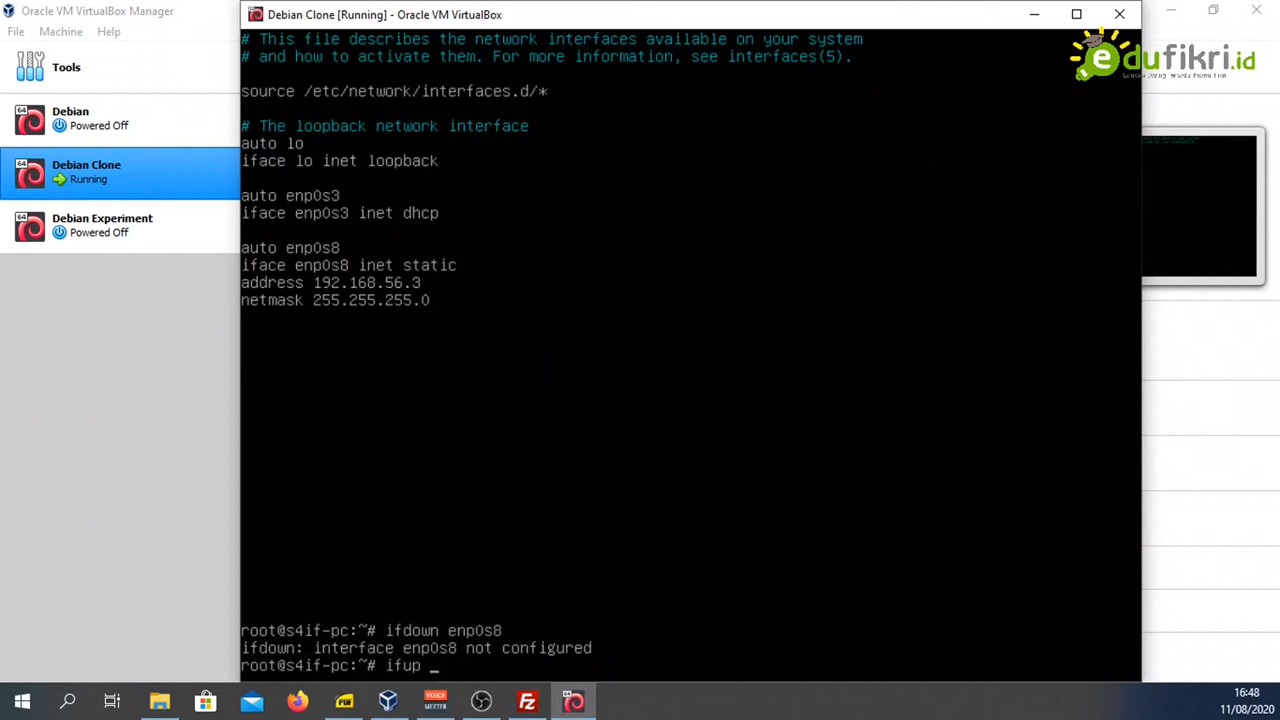 Oracle VM VirtualBox Manager
File Machine Help
Tools
Debian
Powered Off
Debian Clone
Running
Debian Experiment
Powered Off
Debian Clone [Running] - Oracle VM VirtualBox
# This file describes the network interfaces available on your system
# and how to activate them. For more information, see interfaces(5).
source /etc/network/interfaces.d/*
# The loopback network interface
auto lo
iface lo inet loopback
auto enp0s3
iface enp0s3 inet dhcp
auto enp0s8
iface enp0s8 inet static
address 192.168.56.3
netmask 255.255.255.0
root@s4if-pc:~# ifdown enp0s8
ifdown: interface enp0s8 not configured
root@s4if-pc:~# ifup _
edufikri.id
VOICE
MEETER
16:48
11/08/2020